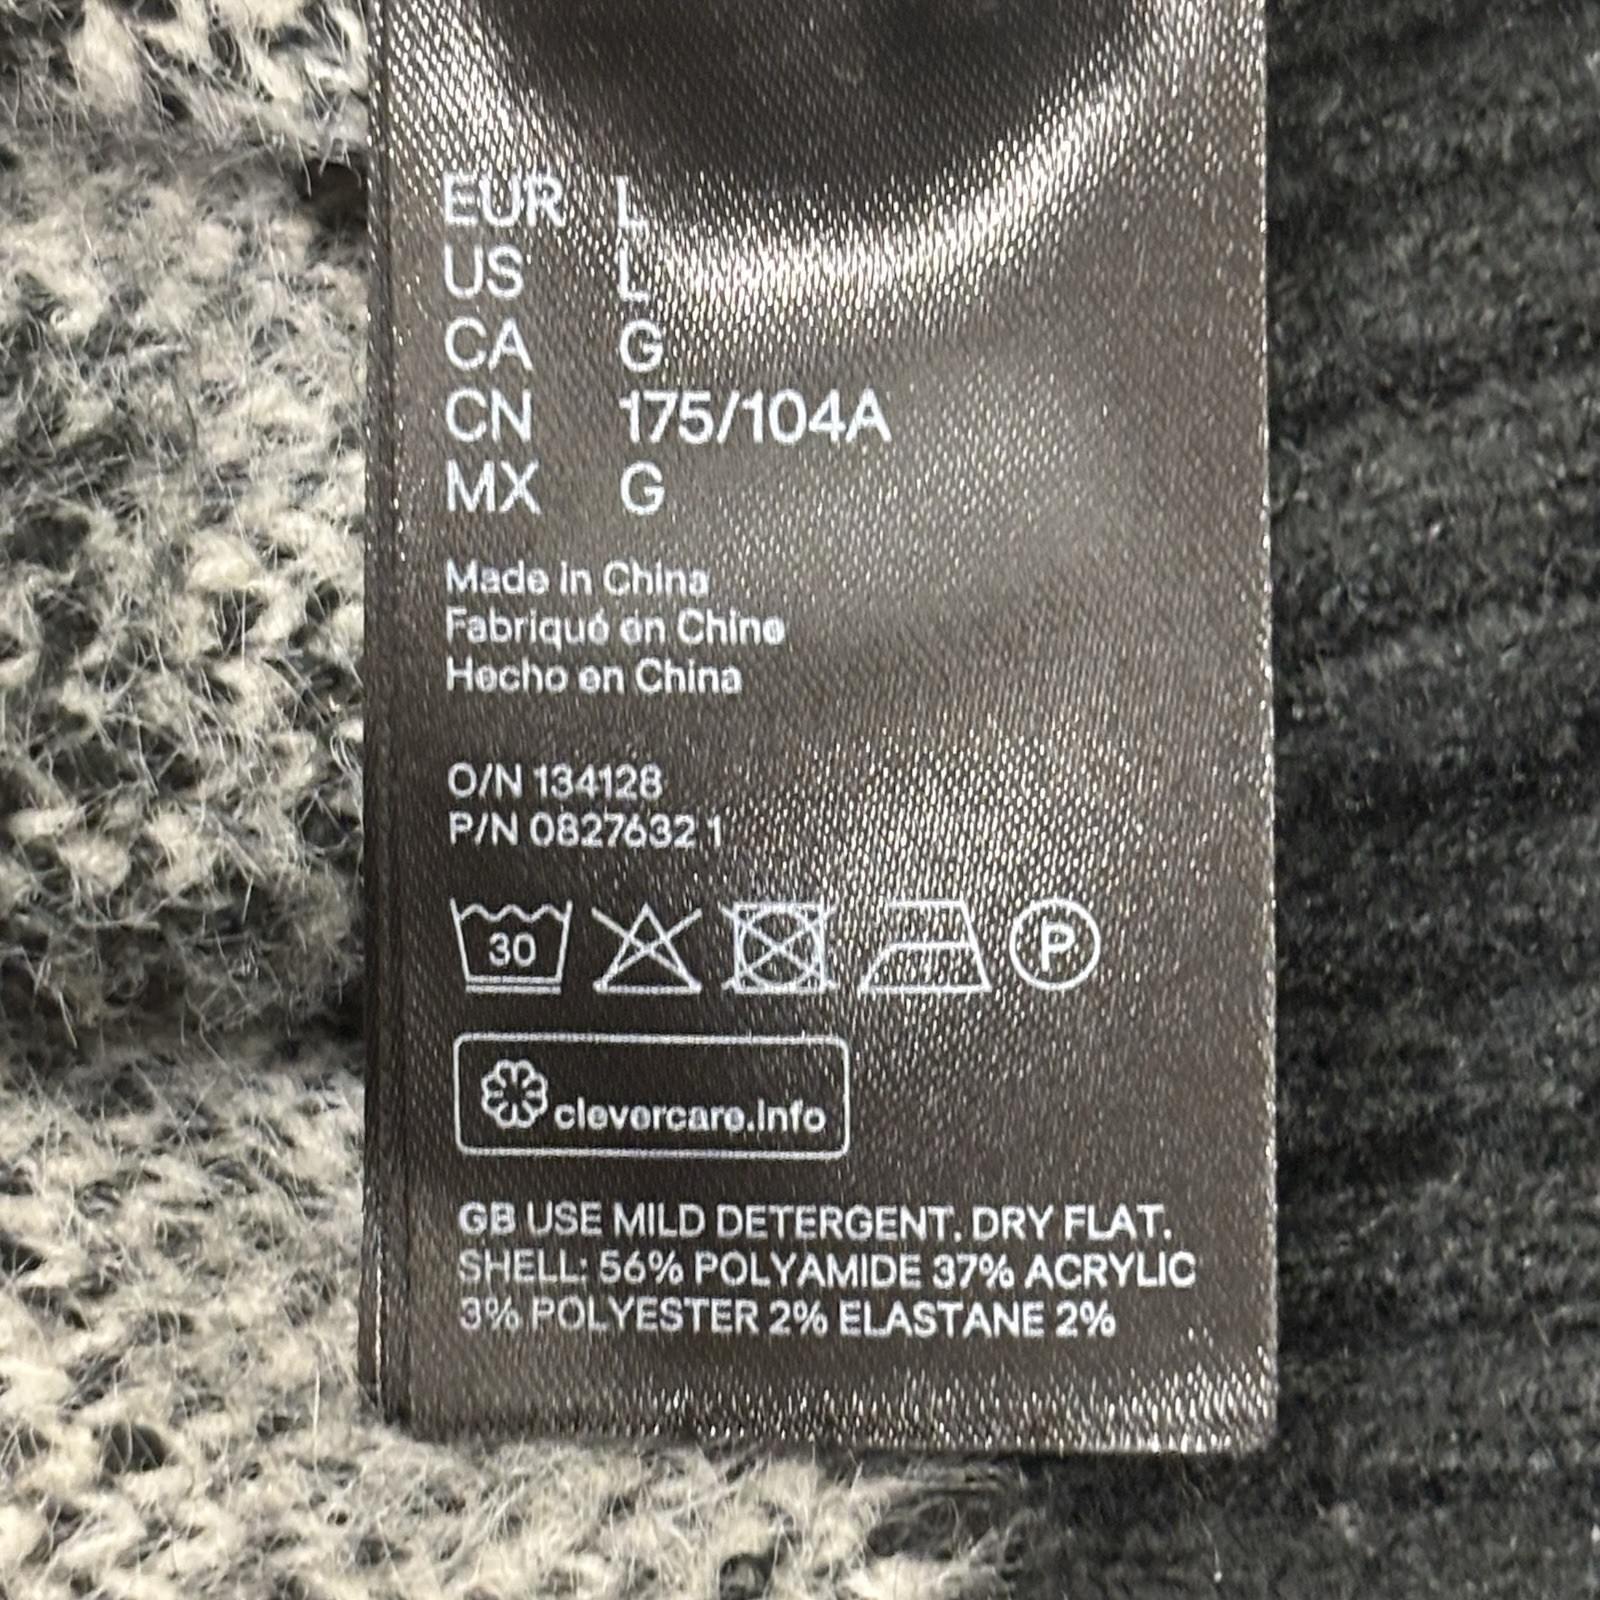 EUR L
US L
CA G
CN 175/104A
MX G
Made in China
Fabriqué en Chine
Hecho en China
O/N 134128
P/N 0827632 1
30
P
clevercare.info
GB USE MILD DETERGENT. DRY FLAT.
SHELL: 56% POLYAMIDE 37% ACRYLIC
3% POLYESTER 2% ELASTANE 2%